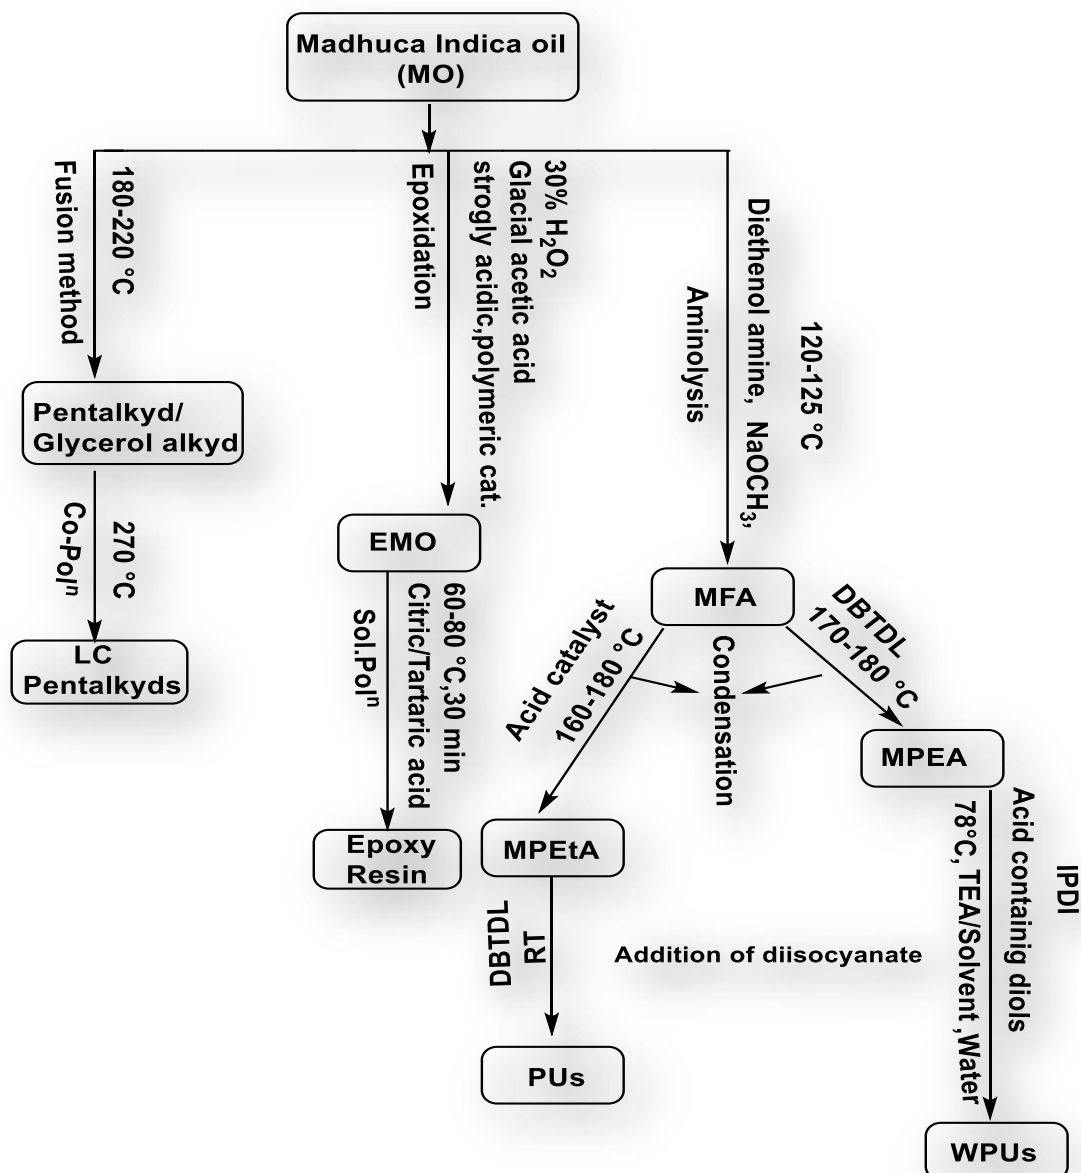 Madhuca Indica oil
(MO)
180-220 °C
Fusion method
Pentalkyd/
Glycerol alkyd
270 °C
Co-Polⁿ
LC
Pentalkyds
30% H₂O₂
Glacial acetic acid
strogly acidic,polymeric cat.
Epoxidation
EMO
60-80 °C,30 min
Citric/Tartaric acid
Sol.Polⁿ
Epoxy
Resin
120-125 °C
Diethenol amine, NaOCH₃,
Aminolysis
MFA
Acid catalyst
160-180 °C
Condensation
DBTDL
170-180 °C
MPEtA
MPEA
RT
DBTDL
Addition of diisocyanate
IPDI
Acid containig diols
78°C, TEA/Solvent ,Water
PUs
WPUs